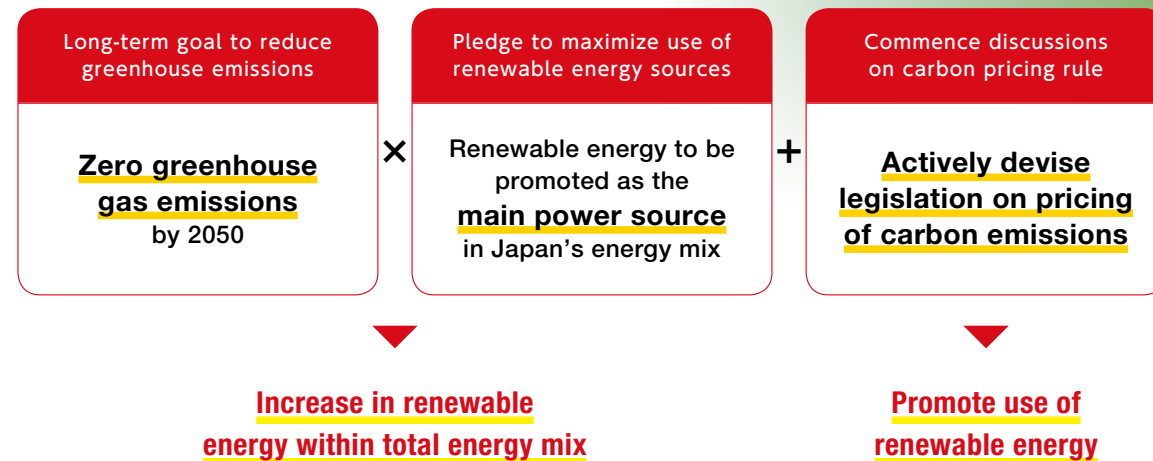 Long-term goal to reduce
greenhouse emissions
Zero greenhouse
gas emissions
by 2050
×
Pledge to maximize use of
renewable energy sources
Renewable energy to be
promoted as the
main power source
in Japan's energy mix
+
Commence discussions
on carbon pricing rule
Actively devise
legislation on pricing
of carbon emissions
Increase in renewable
energy within total energy mix
Promote use of
renewable energy